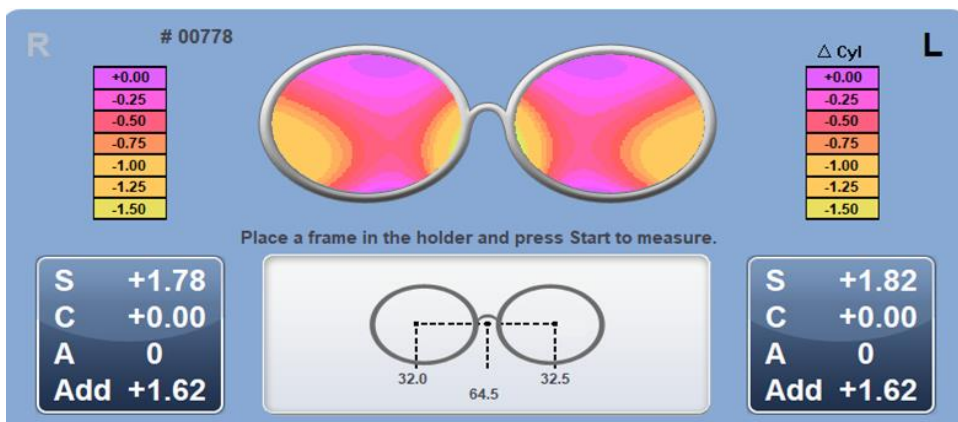 R
# 00778
△ Cyl
L
+0.00
-0.25
-0.50
-0.75
-1.00
-1.25
-1.50
+0.00
-0.25
-0.50
-0.75
-1.00
-1.25
-1.50
Place a frame in the holder and press Start to measure.
S +1.78
C +0.00
A 0
Add +1.62
32.0
64.5
32.5
S +1.82
C +0.00
A 0
Add +1.62